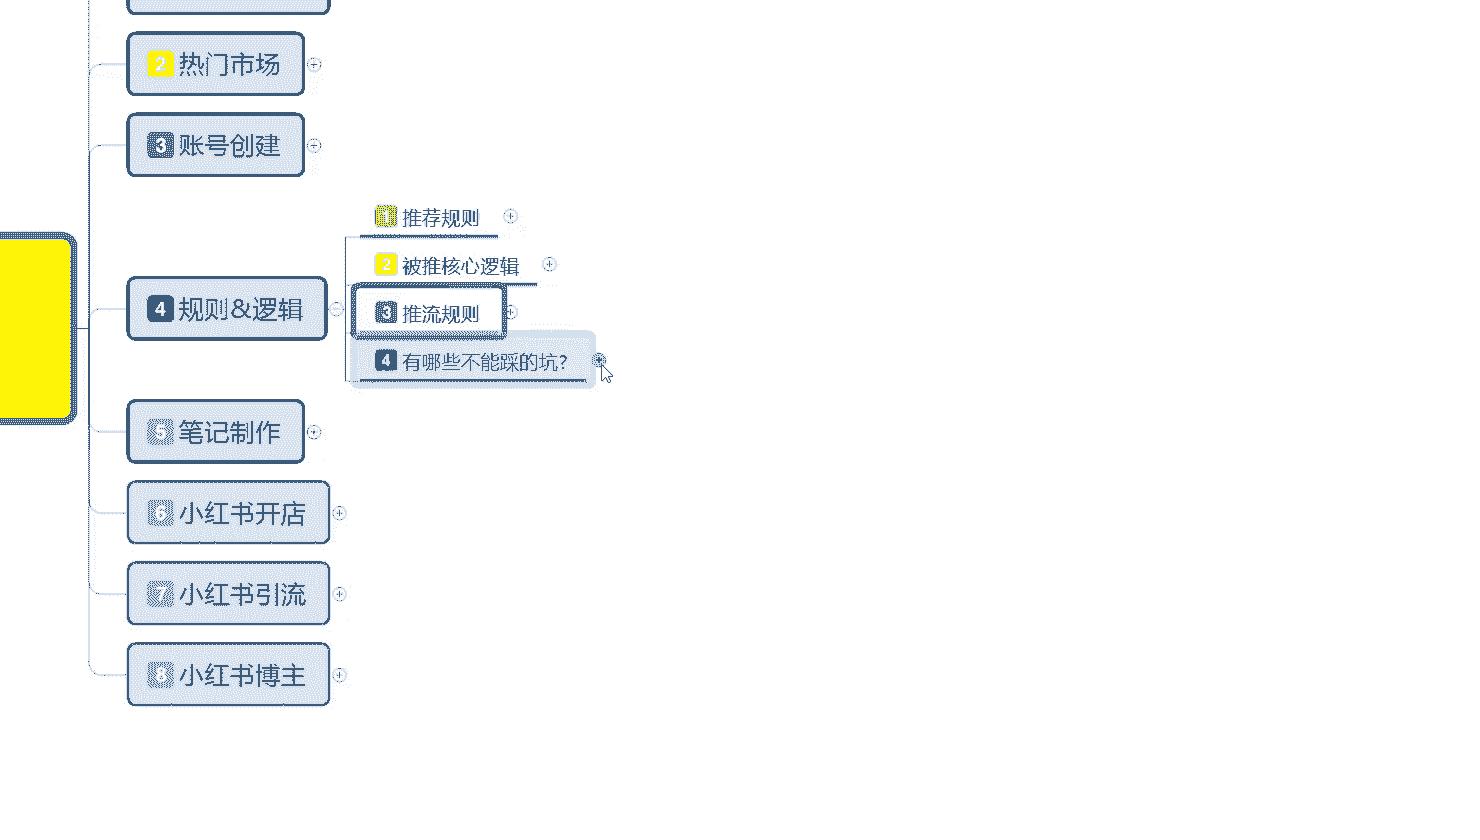 2 热门市场
3 账号创建
4 规则&逻辑
1 推荐规则
2 被推核心逻辑
3 推流规则
4 有哪些不能踩的坑?
5 笔记制作
6 小红书开店
7 小红书引流
8 小红书博主